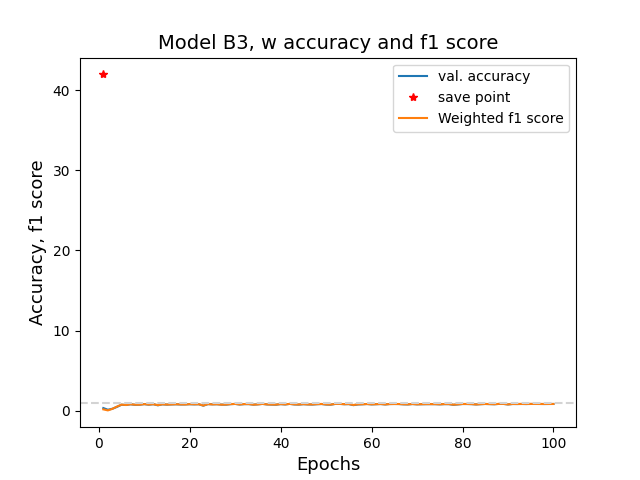 Model B3, w accuracy and f1 score
val. accuracy
save point
Weighted f1 score
Accuracy, f1 score
40
30
20
10
0
0 20 40 60 80 100
Epochs